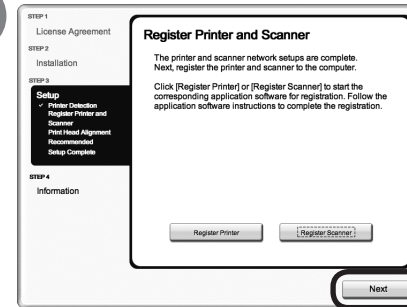 STEP 1
License Agreement
STEP 2
Installation
STEP 3
Setup
✓ Printer Detection
Register Printer and
Scanner
Print Head Alignment
Recommended
Setup Complete
STEP 4
Information
Register Printer and Scanner
The printer and scanner network setups are complete.
Next, register the printer and scanner to the computer.
Click [Register Printer] or [Register Scanner] to start the
corresponding application software for registration. Follow the
application software instructions to complete the registration.
Register Printer
Register Scanner
Next